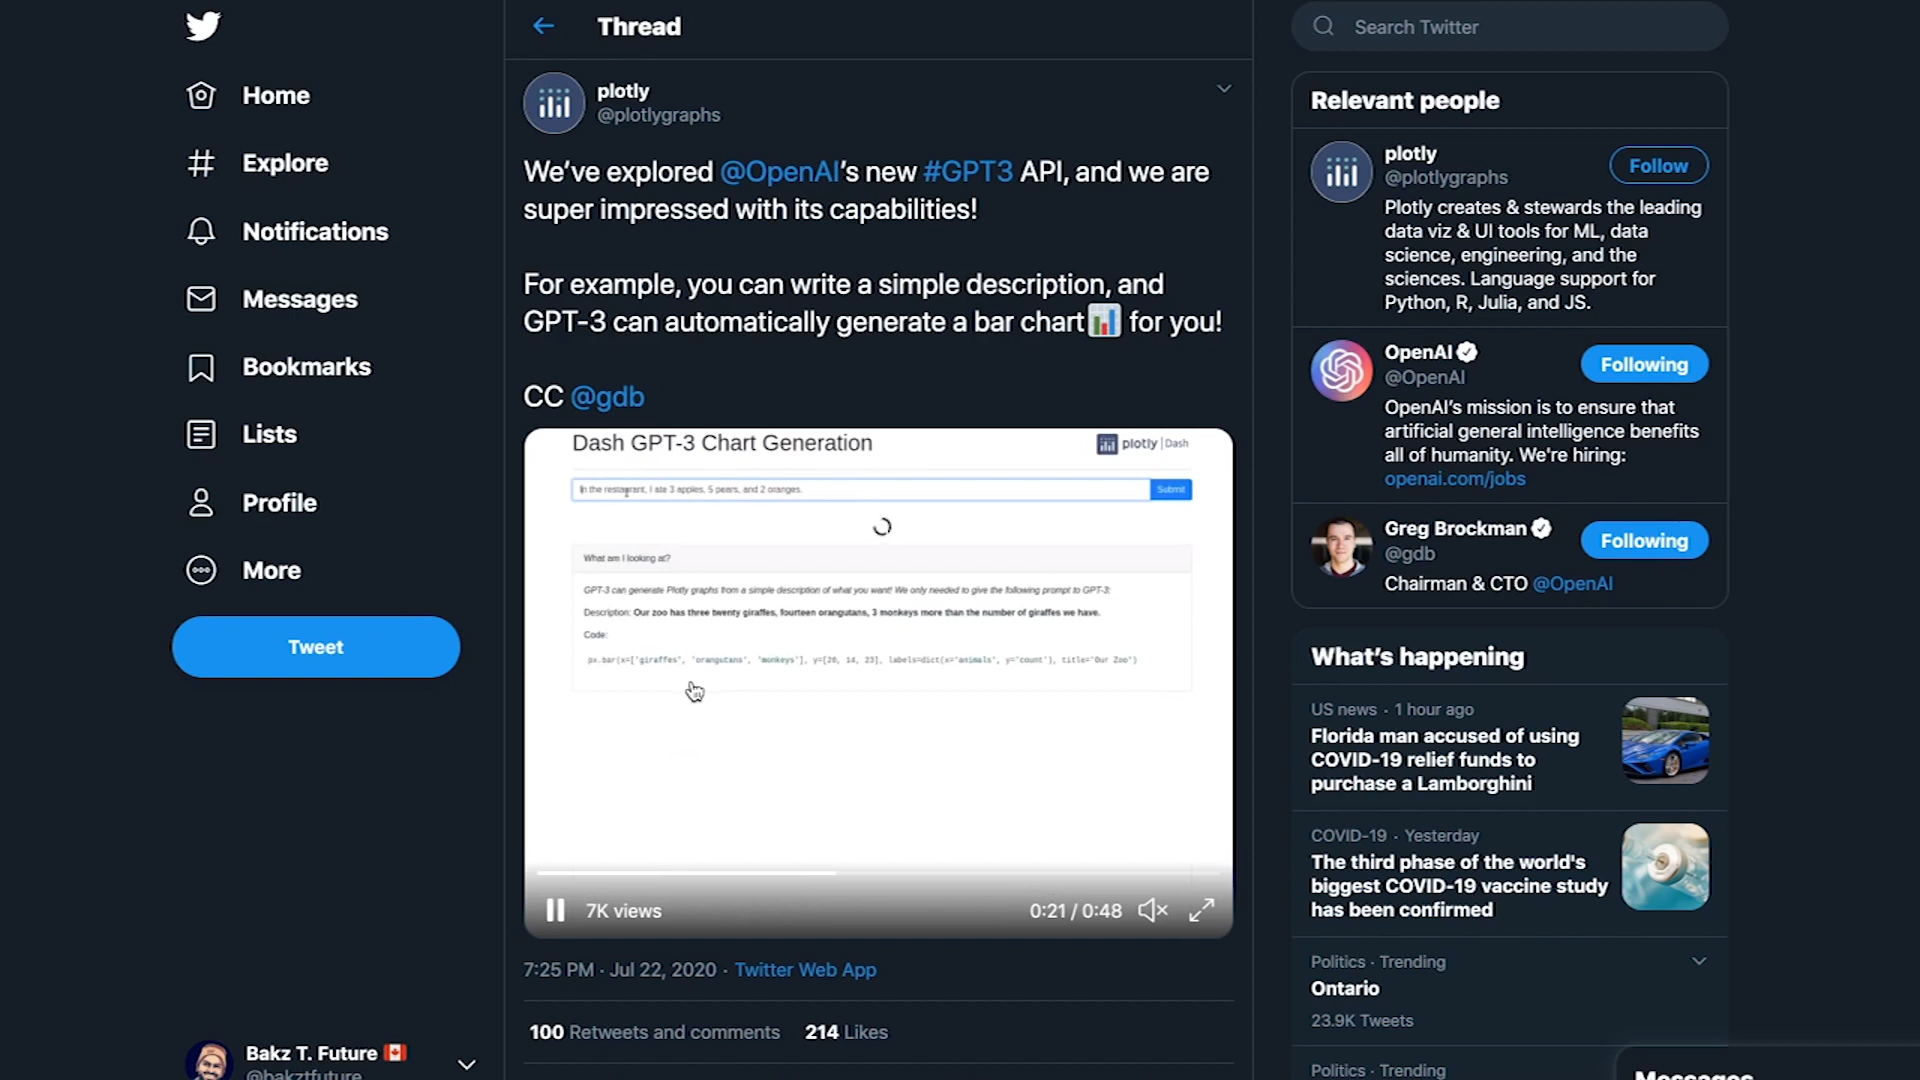 Home
Explore
Notifications
Messages
Bookmarks
Lists
Profile
More
Tweet
Bakz T. Future
@bakztfuture
Thread
plotly
@plotlygraphs
We've explored @OpenAI's new #GPT3 API, and we are
super impressed with its capabilities!
For example, you can write a simple description, and
GPT-3 can automatically generate a bar chart📊 for you!
CC @gdb
Dash GPT-3 Chart Generation
plotly | Dash
In the restaurant, I ate 3 apples, 5 pears, and 2 oranges.
Submit
What am I looking at?
GPT-3 can generate Plotly graphs from a simple description of what you want! We only needed to give the following prompt to GPT-3:
Description: Our zoo has three twenty giraffes, fourteen orangutans, 3 monkeys more than the number of giraffes we have.
Code:
px.bar(x=['giraffes', 'orangutans', 'monkeys'], y=[20, 14, 23], labels=dict(x='animals', y='count'), title='Our Zoo')
7K views
0:21 / 0:48
7:25 PM · Jul 22, 2020 · Twitter Web App
100 Retweets and comments 214 Likes
Search Twitter
Relevant people
plotly
@plotlygraphs
Follow
Plotly creates & stewards the leading
data viz & UI tools for ML, data
science, engineering, and the
sciences. Language support for
Python, R, Julia, and JS.
OpenAI
@OpenAI
Following
OpenAI's mission is to ensure that
artificial general intelligence benefits
all of humanity. We're hiring:
openai.com/jobs
Greg Brockman
@gdb
Following
Chairman & CTO @OpenAI
What's happening
US news · 1 hour ago
Florida man accused of using
COVID-19 relief funds to
purchase a Lamborghini
COVID-19 · Yesterday
The third phase of the world's
biggest COVID-19 vaccine study
has been confirmed
Politics · Trending
Ontario
23.9K Tweets
Politics · Trending
Messages